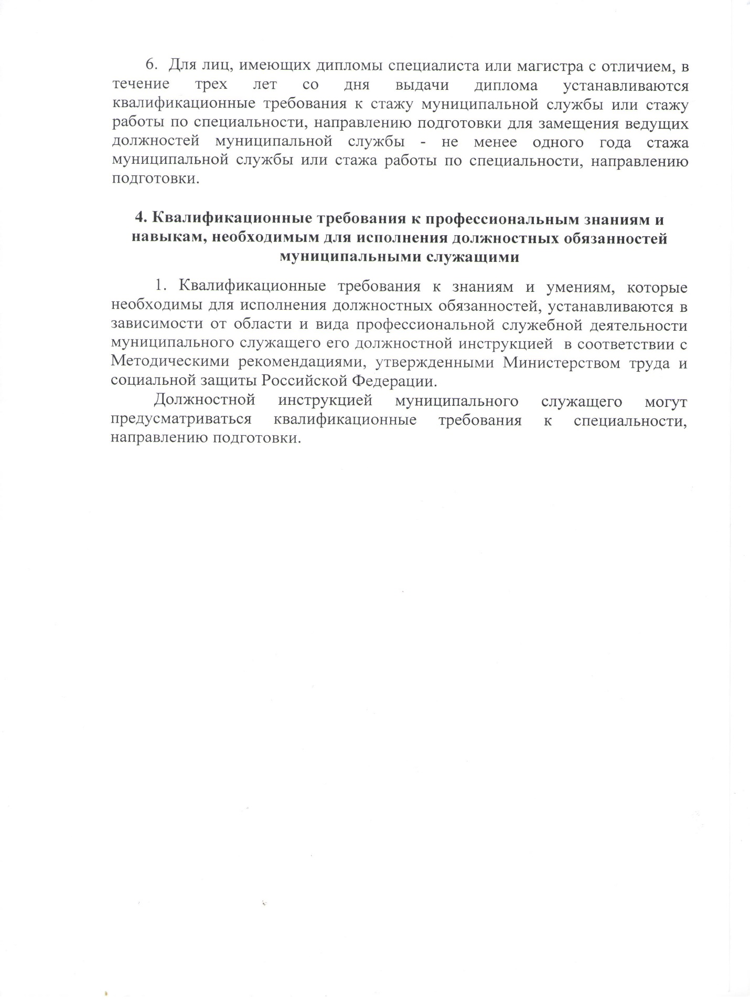 6. Для лиц, имеющих дипломы специалиста или магистра с отличием, в
течение трех лет со дня выдачи диплома устанавливаются
квалификационные требования к стажу муниципальной службы или стажу
работы по специальности, направлению подготовки для замещения ведущих
должностей муниципальной службы - не менее одного года стажа
муниципальной службы или стажа работы по специальности, направлению
подготовки.
4. Квалификационные требования к профессиональным знаниям и
навыкам, необходимым для исполнения должностных обязанностей
муниципальными служащими
1. Квалификационные требования к знаниям и умениям, которые
необходимы для исполнения должностных обязанностей, устанавливаются в
зависимости от области и вида профессиональной служебной деятельности
муниципального служащего его должностной инструкцией в соответствии с
Методическими рекомендациями, утвержденными Министерством труда и
социальной защиты Российской Федерации.
Должностной инструкцией муниципального служащего могут
предусматриваться квалификационные требования к специальности,
направлению подготовки.